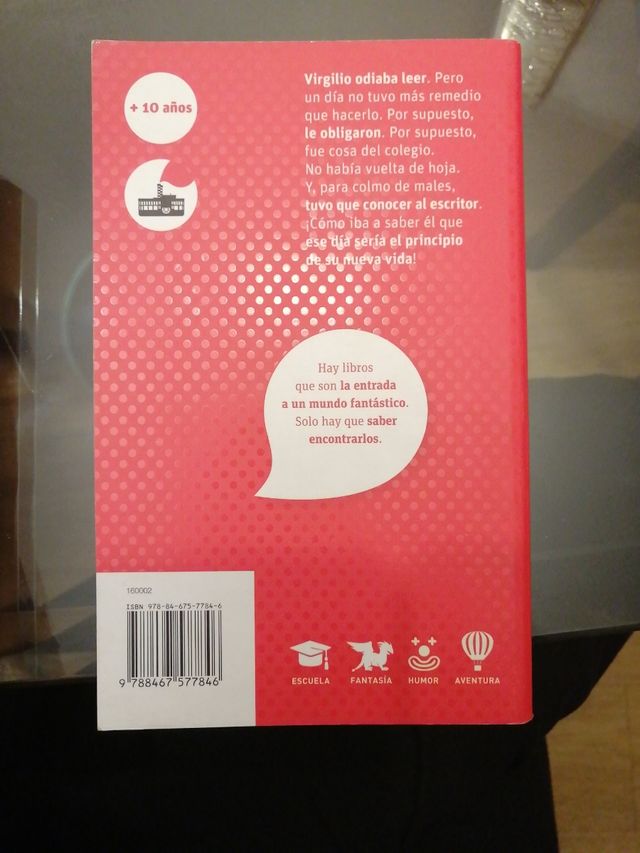 + 10 años
Virgilio odiaba leer. Pero
un día no tuvo más remedio
que hacerlo. Por supuesto,
le obligaron. Por supuesto,
fue cosa del colegio.
No había vuelta de hoja.
Y, para colmo de males,
tuvo que conocer al escritor.
¡Cómo iba a saber él que
ese día sería el principio
de su nueva vida!
Hay libros
que son la entrada
a un mundo fantástico.
Solo hay que saber
encontrarlos.
160002
ISBN 978-84-675-7784-6
9 788467 577846
ESCUELA
FANTASÍA
HUMOR
AVENTURA